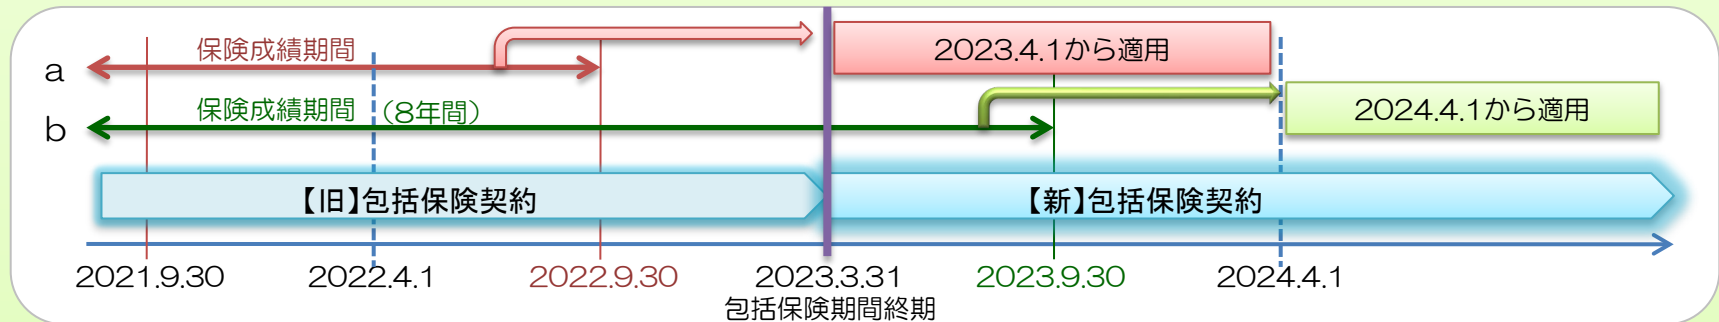 保険成績期間
2023.4.1から適用
a
保険成績期間 (8年間)
2024.4.1から適用
b
【旧】包括保険契約
【新】包括保険契約
2021.9.30
2022.4.1
2022.9.30
2023.3.31
2023.9.30
2024.4.1
包括保険期間終期